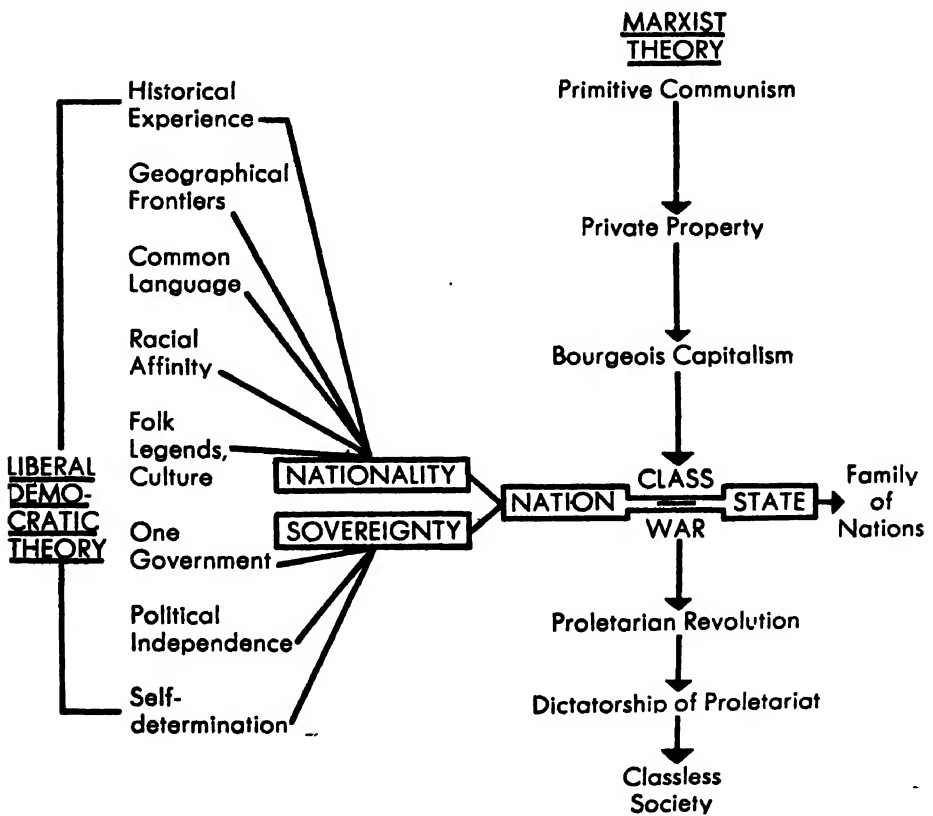 MARXIST
THEORY
Primitive Communism
Private Property
Bourgeois Capitalism
Historical
Experience
Geographical
Frontiers
Common
Language
Racial
Affinity
Folk
Legends,
Culture
LIBERAL
DEMO-
CRATIC
THEORY
One
Government
Political
Independence
Self-
determination
NATIONALITY
SOVEREIGNTY
NATION
CLASS
WAR
STATE
Family
of
Nations
Proletarian Revolution
Dictatorship of Proletariat
Classless
Society